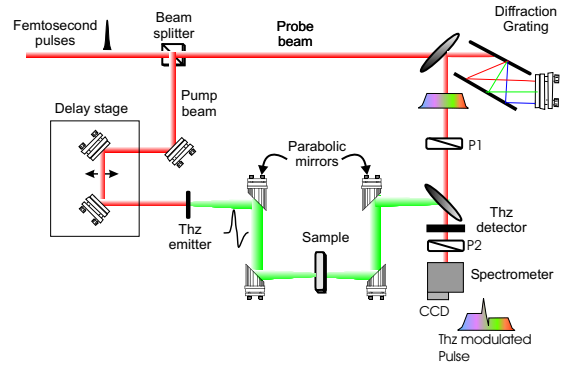 Femtosecond
pulses
Beam
splitter
Probe
beam
Diffraction
Grating
Pump
beam
Delay stage
P1
Parabolic
mirrors
Thz
emitter
Sample
Thz
detector
P2
Spectrometer
CCD
Thz modulated
Pulse